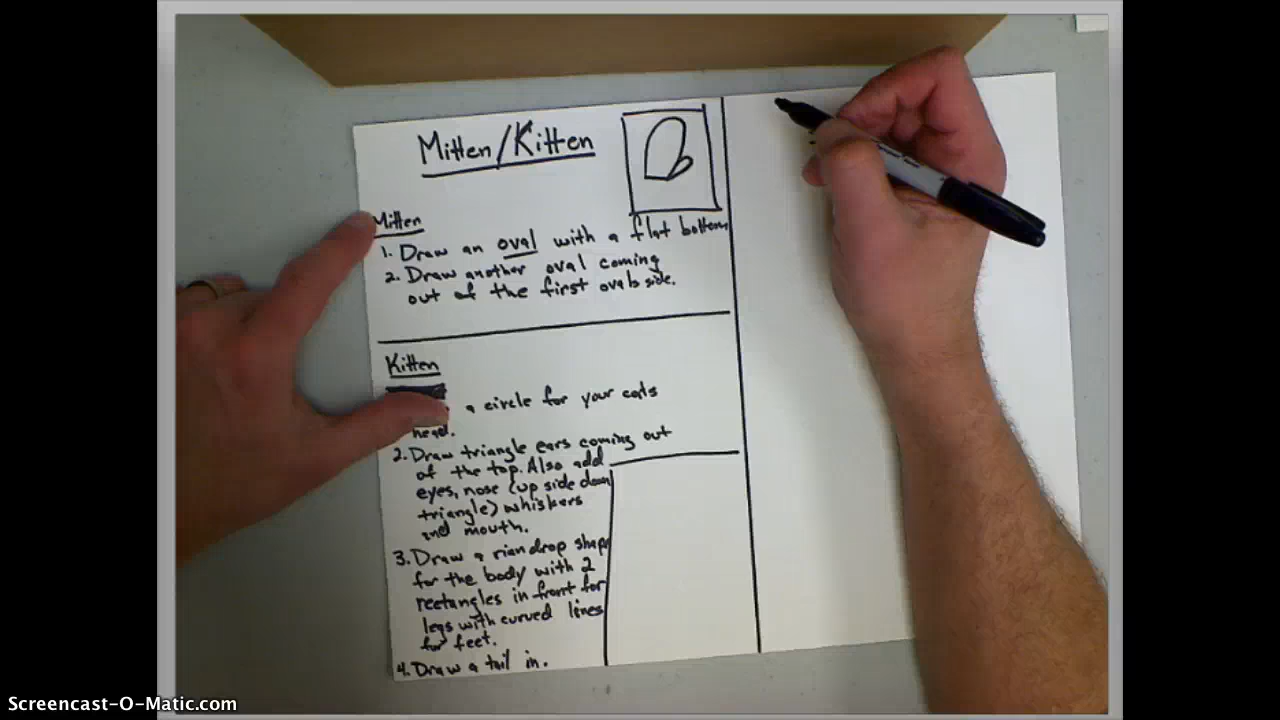 Mitten/Kitten
Mitten
1. Draw an oval with a flat bottom
2. Draw another oval coming
out of the first ovals side.
Kitten
a circle for your cats
head.
2. Draw triangle ears coming out
of the top. Also add
eyes, nose (up side down
triangle) whiskers
and mouth.
3. Draw a rian drop shape
for the body with 2
rectangles in front for
legs with curved lines
for feet.
4. Draw a tail in.
Screencast-O-Matic.com